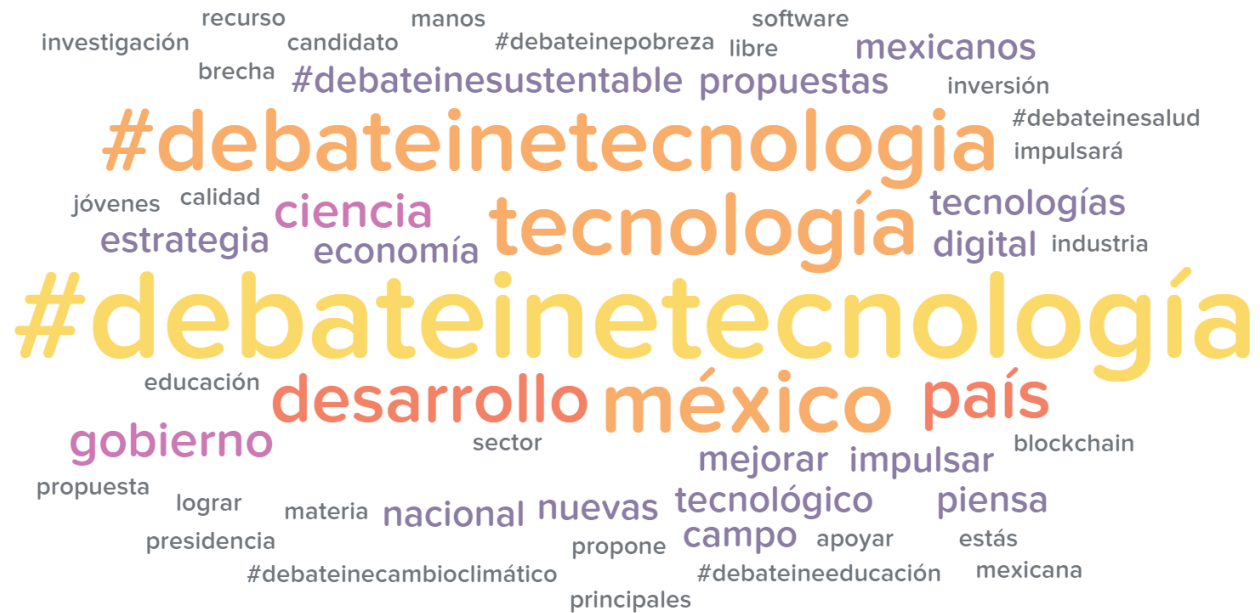 recurso manos software
investigación candidato #debateinepobreza libre mexicanos
brecha #debateinesustentable propuestas inversión
#debateinetecnologia #debateinesalud
impulsará
jóvenes calidad ciencia tecnología tecnologías
estrategia economía digital industria
#debateinetecnología
educación desarrollo méxico país
gobierno sector blockchain
mejorar impulsar
propuesta lograr materia nacional nuevas tecnológico piensa
presidencia propone campo apoyar estás
#debateinecambioclimático #debateineeducación mexicana
principales